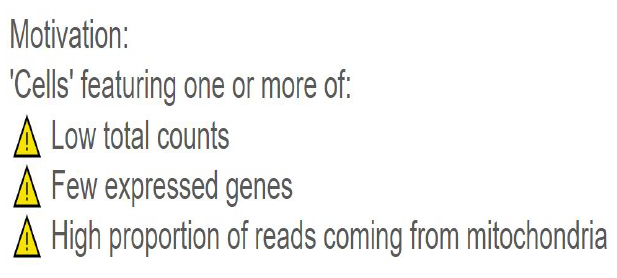 Motivation:
'Cells' featuring one or more of:
Low total counts
Few expressed genes
High proportion of reads coming from mitochondria